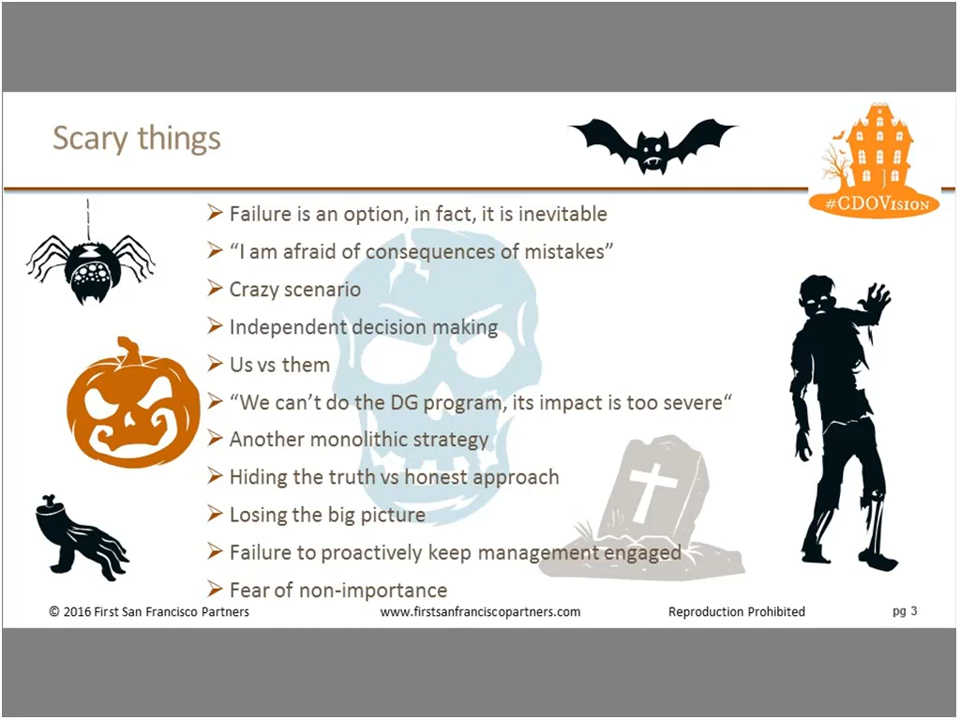 Scary things
#CDOVISION
➢ Failure is an option, in fact, it is inevitable
➢ “I am afraid of consequences of mistakes”
➢ Crazy scenario
➢ Independent decision making
➢ Us vs them
➢ “We can’t do the DG program, its impact is too severe“
➢ Another monolithic strategy
➢ Hiding the truth vs honest approach
➢ Losing the big picture
➢ Failure to proactively keep management engaged
➢ Fear of non-importance
© 2016 First San Francisco Partners www.firstsanfranciscopartners.com Reproduction Prohibited pg 3